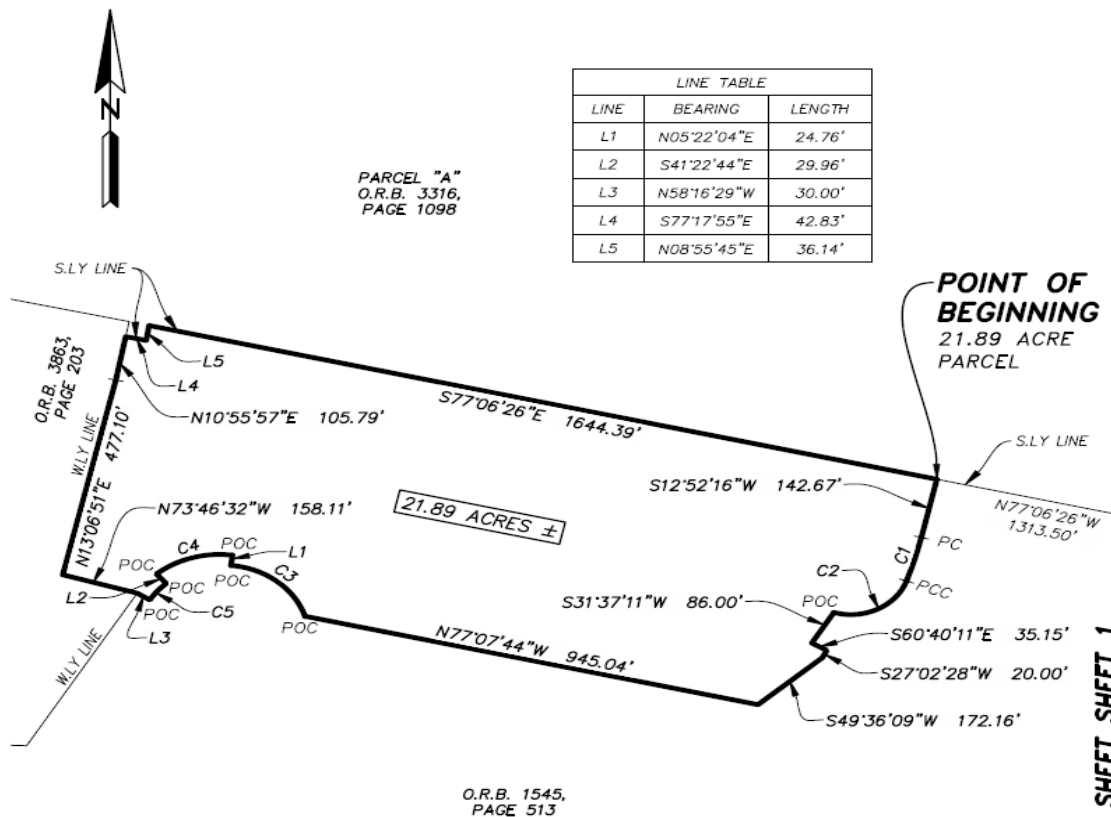 N
LINE TABLE
LINE BEARING LENGTH
L1 N05°22'04"E 24.76'
L2 S41°22'44"E 29.96'
L3 N58°16'29"W 30.00'
L4 S77°17'55"E 42.83'
L5 N08°55'45"E 36.14'
PARCEL "A"
O.R.B. 3316,
PAGE 1098
S.LY LINE
POINT OF
BEGINNING
21.89 ACRE
PARCEL
O.R.B. 3863,
PAGE 203
L5
L4
N10°55'57"E 105.79'
S77°06'26"E 1644.39'
S.LY LINE
N77°06'26"W
1313.50'
W.LY LINE
N13°06'51"E 477.10'
S12°52'16"W 142.67'
N73°46'32"W 158.11'
21.89 ACRES ±
PC
C1
PCC
C2
POC
C4
POC
L1
POC
POC
C3
L2
POC
C5
POC
L3
POC
S31°37'11"W 86.00'
S60°40'11"E 35.15'
S27°02'28"W 20.00'
S49°36'09"W 172.16'
N77°07'44"W 945.04'
W.LY LINE
O.R.B. 1545,
PAGE 513
SHEET SHEET 1